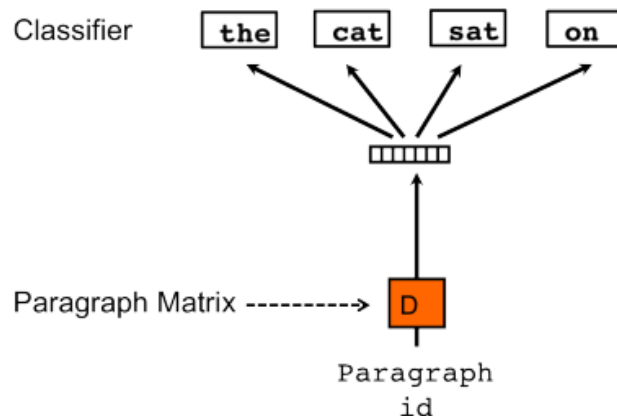 Classifier
the cat sat on
Paragraph Matrix
D
Paragraph
id